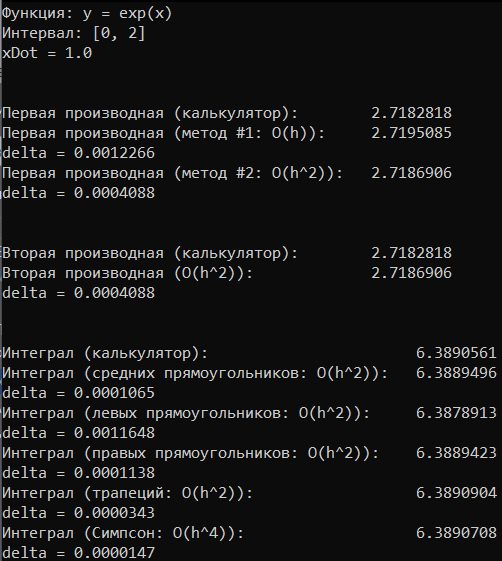 Функция: y = exp(x)
Интервал: [0, 2]
xDot = 1.0
Первая производная (калькулятор): 2.7182818
Первая производная (метод #1: O(h)): 2.7195085
delta = 0.0012266
Первая производная (метод #2: O(h^2)): 2.7186906
delta = 0.0004088
Вторая производная (калькулятор): 2.7182818
Вторая производная (O(h^2)): 2.7186906
delta = 0.0004088
Интеграл (калькулятор): 6.3890561
Интеграл (средних прямоугольников: O(h^2)): 6.3889496
delta = 0.0001065
Интеграл (левых прямоугольников: O(h^2)): 6.3878913
delta = 0.0011648
Интеграл (правых прямоугольников: O(h^2)): 6.3889423
delta = 0.0001138
Интеграл (трапеций: O(h^2)): 6.3890904
delta = 0.0000343
Интеграл (Симпсон: O(h^4)): 6.3890708
delta = 0.0000147